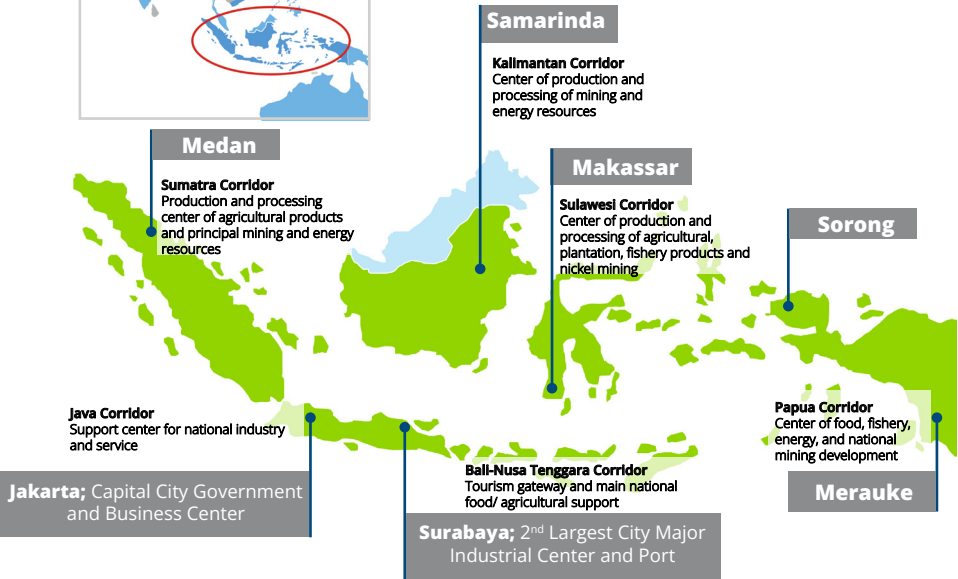 Samarinda
Kalimantan Corridor
Center of production and
processing of mining and
energy resources
Medan
Sumatra Corridor
Production and processing
center of agricultural products
and principal mining and energy
resources
Makassar
Sulawesi Corridor
Center of production and
processing of agricultural,
plantation, fishery products and
nickel mining
Sorong
Java Corridor
Support center for national industry
and service
Papua Corridor
Center of food, fishery,
energy, and national
mining development
Bali-Nusa Tenggara Corridor
Tourism gateway and main national
food/ agricultural support
Jakarta; Capital City Government
and Business Center
Merauke
Surabaya; 2nd Largest City Major
Industrial Center and Port